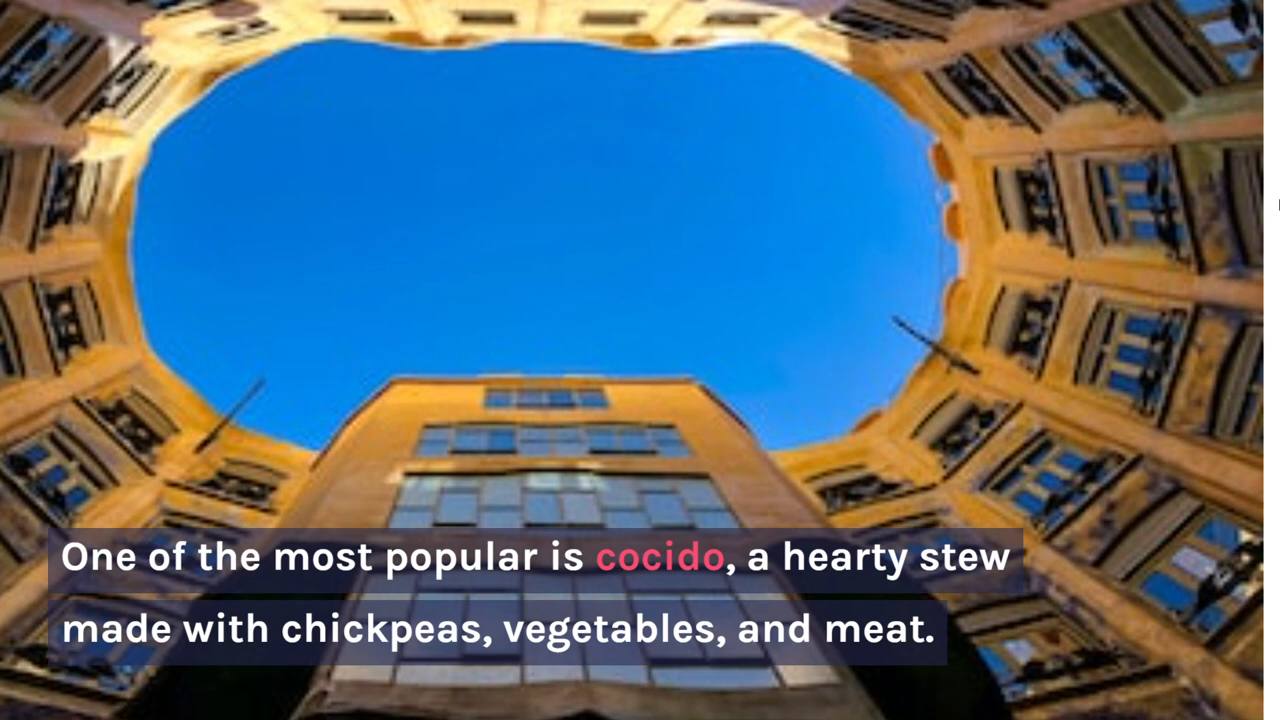 One of the most popular is cocido, a hearty stew
made with chickpeas, vegetables, and meat.